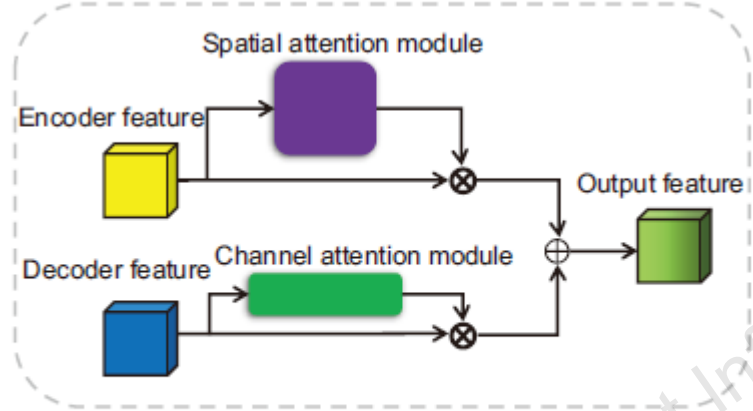 Spatial attention module
Encoder feature
Output feature
Channel attention module
Decoder feature